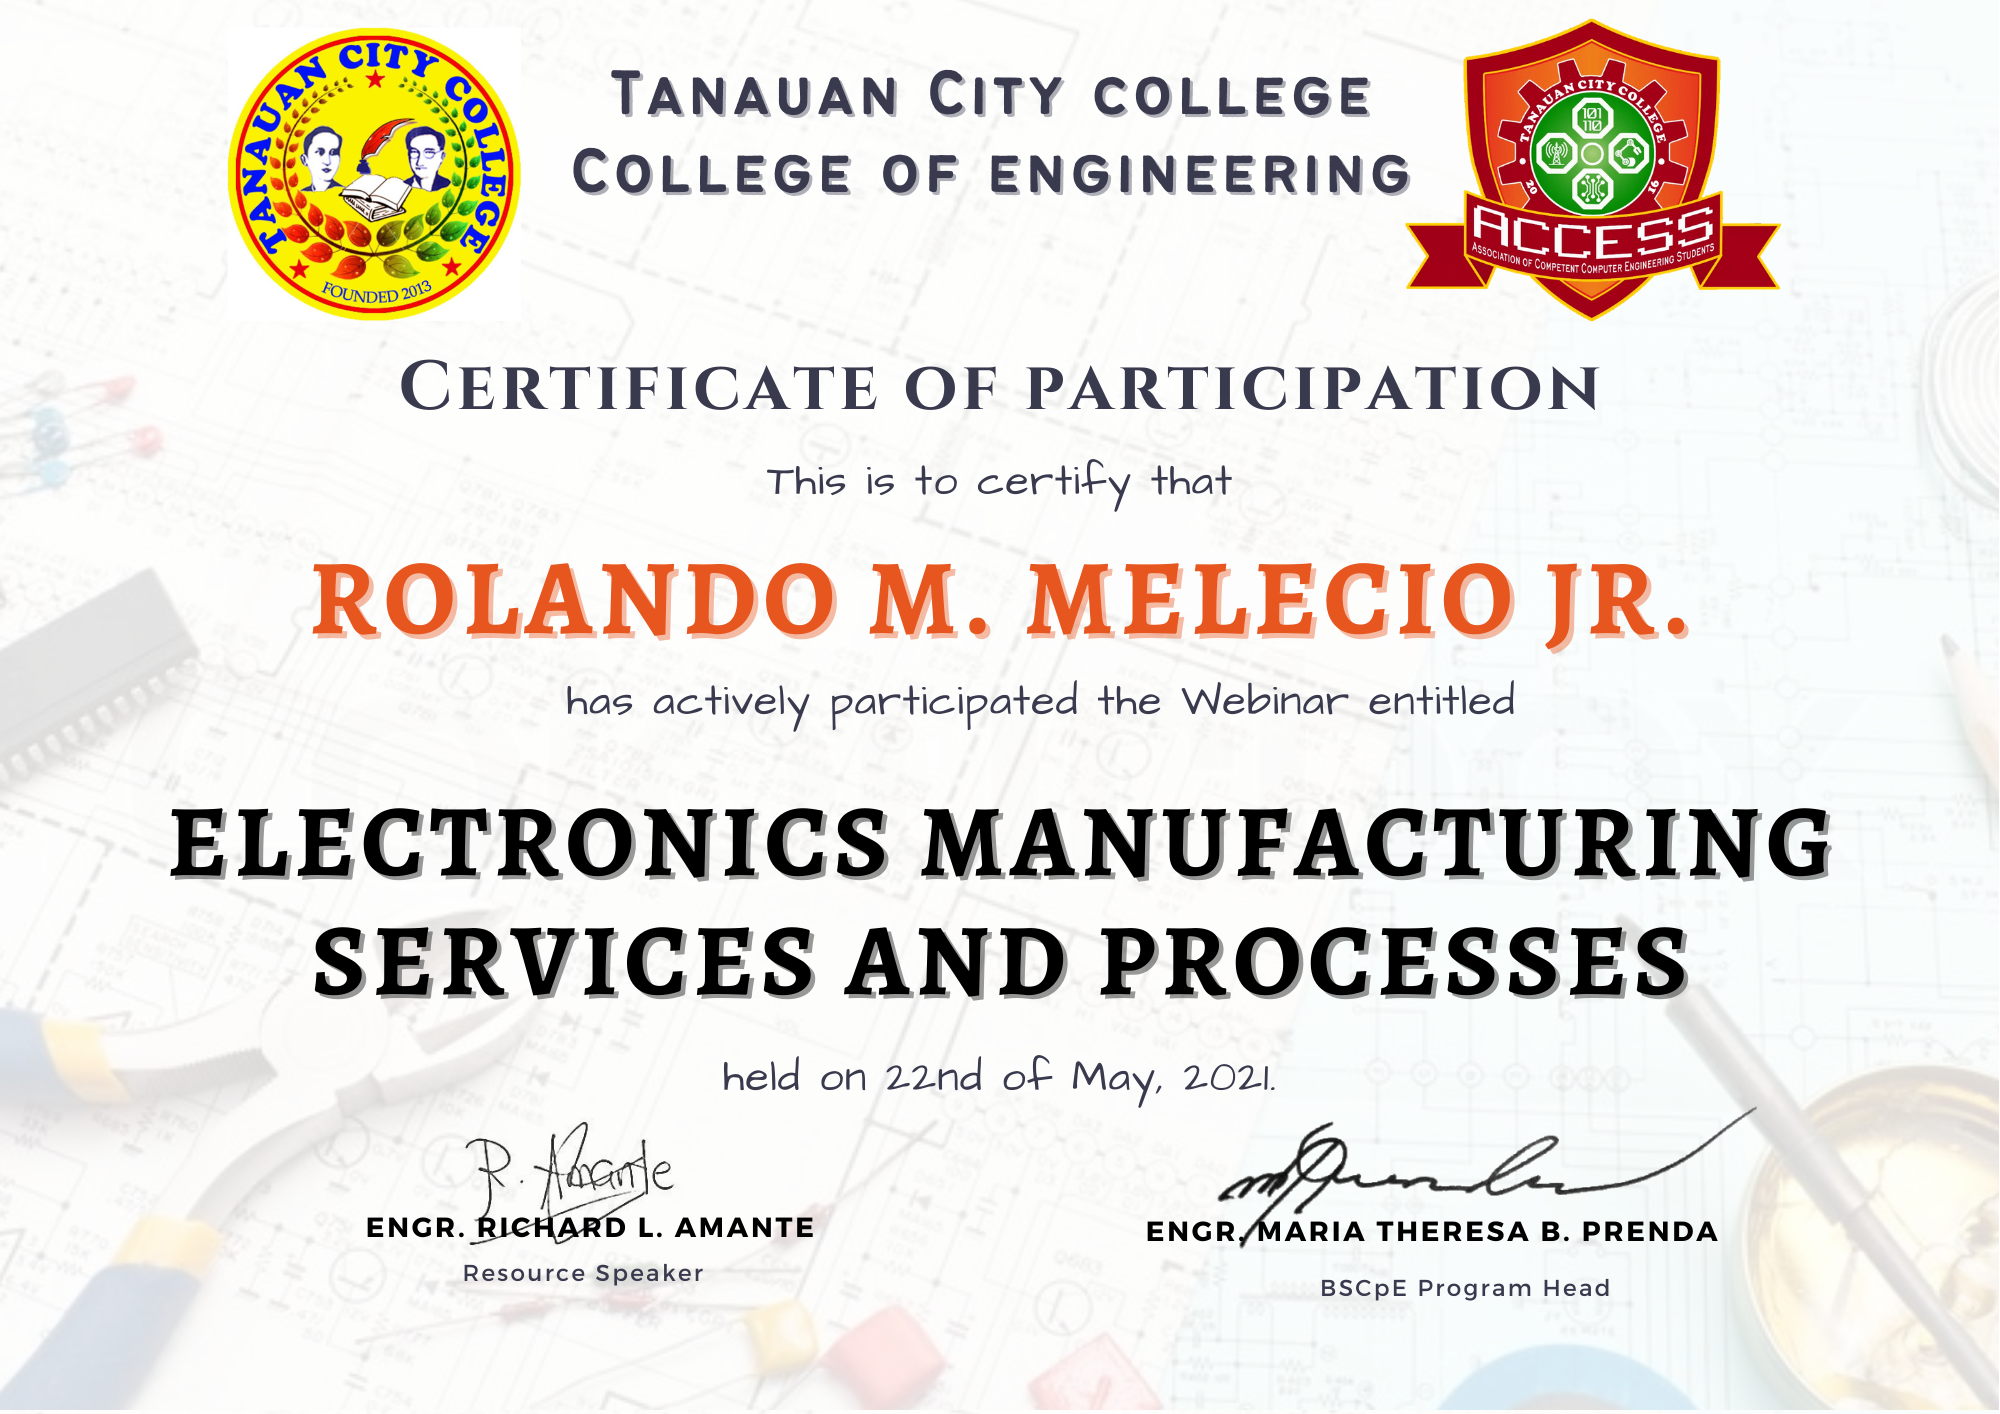 TANAUAN CITY COLLEGE
FOUNDED 2013
TANAUAN CITY COLLEGE
COLLEGE OF ENGINEERING
TANAUAN CITY COLLEGE
101
110
20 16
ACCESS
ASSOCIATION OF COMPETENT COMPUTER ENGINEERING STUDENTS
CERTIFICATE OF PARTICIPATION
This is to certify that
ROLANDO M. MELECIO JR.
has actively participated the Webinar entitled
ELECTRONICS MANUFACTURING
SERVICES AND PROCESSES
held on 22nd of May, 2021.
R. Amante
ENGR. RICHARD L. AMANTE
Resource Speaker
ENGR. MARIA THERESA B. PRENDA
BSCpE Program Head